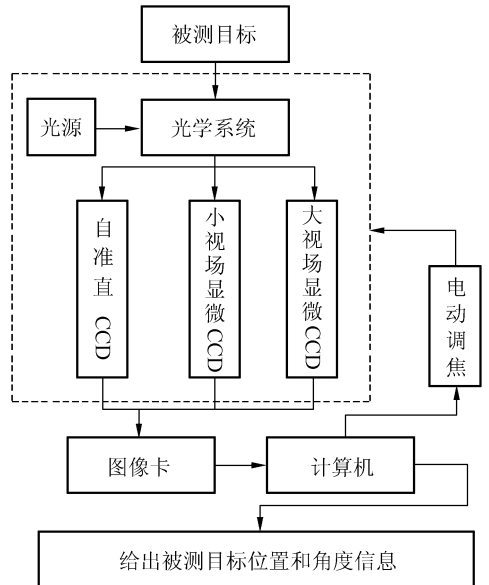 被测目标
光源
光学系统
自准直CCD
小视场显微CCD
大视场显微CCD
电动调焦
图像卡
计算机
给出被测目标位置和角度信息